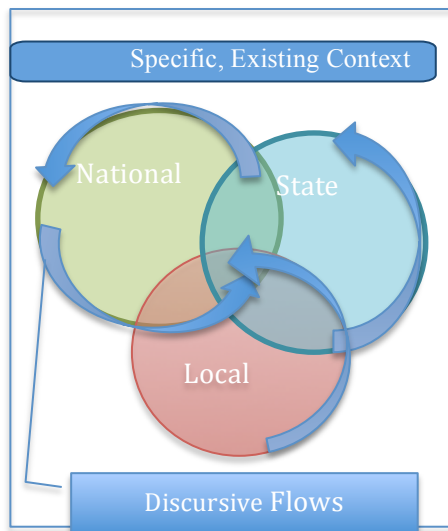 Specific, Existing Context
National
State
Local
Discursive Flows